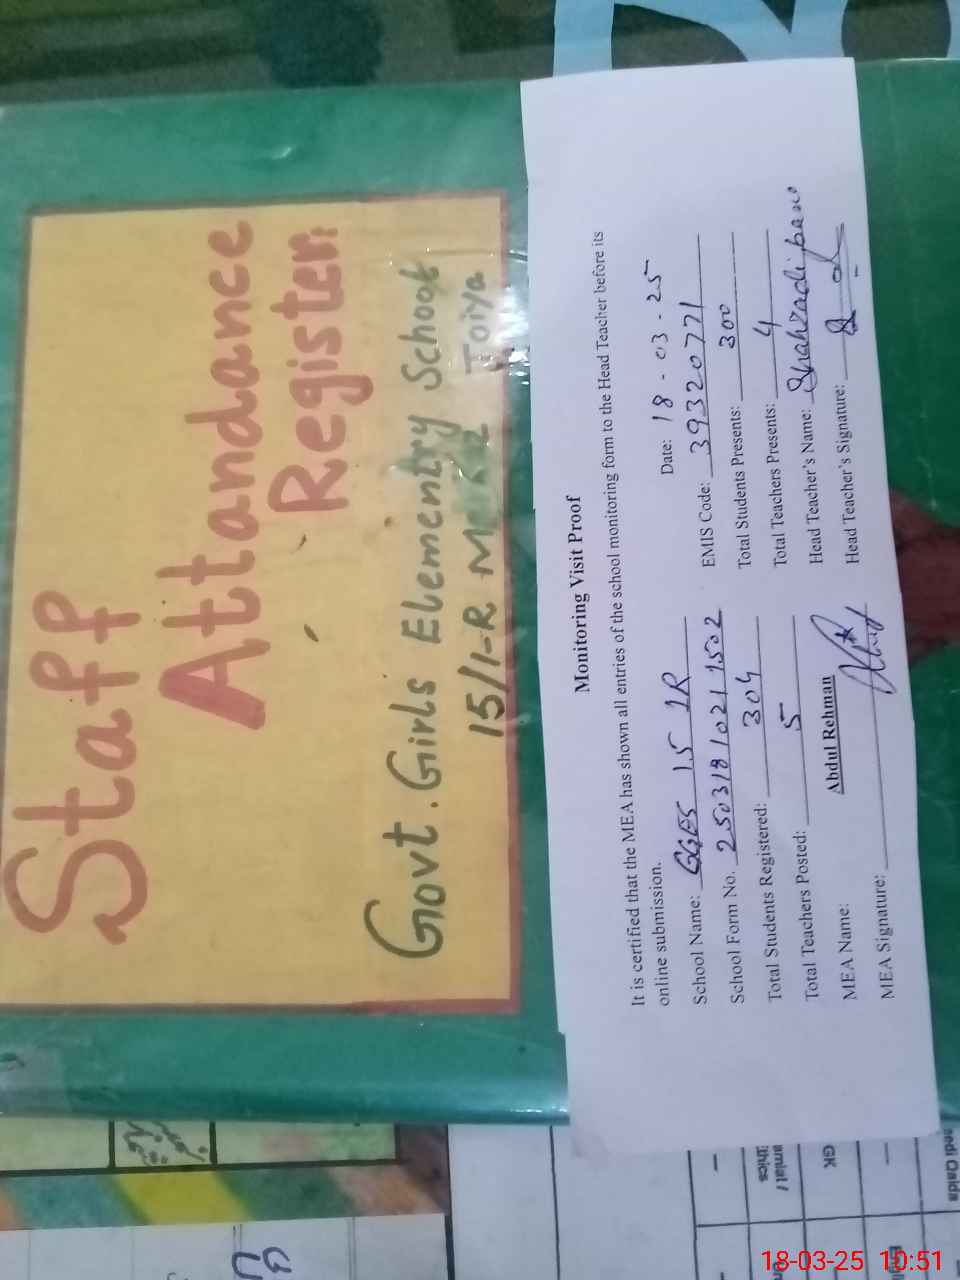 Staff
Attandance
Register:
Govt. Girls Elementry School
15/1-R Toiya
Monitoring Visit Proof
It is certified that the MEA has shown all entries of the school monitoring form to the Head Teacher before its
online submission.
Date: 18-03-25
School Name: GGES 15 1R
EMIS Code: 39320771
School Form No. 2503181021502
Total Students Presents: 300
Total Students Registered: 304
Total Teachers Presents: 4
Total Teachers Posted: 5
Head Teacher's Name: Shahzadi bano
MEA Name: Abdul Rehman
Head Teacher's Signature:
MEA Signature:
GK
Ethics
18-03-25 10:51